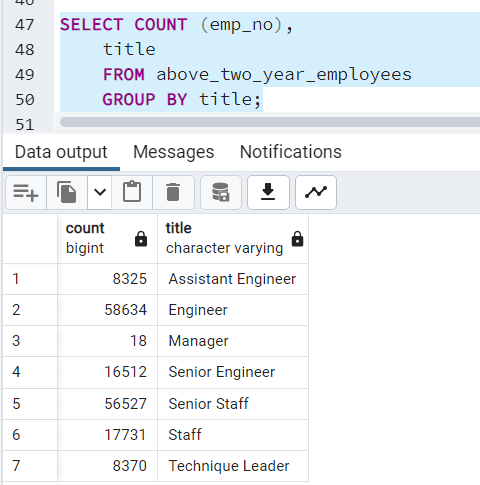 47 SELECT COUNT (emp_no),
48 title
49 FROM above_two_year_employees
50 GROUP BY title;
51
Data output Messages Notifications
count title
bigint character varying
1 8325 Assistant Engineer
2 58634 Engineer
3 18 Manager
4 16512 Senior Engineer
5 56527 Senior Staff
6 17731 Staff
7 8370 Technique Leader